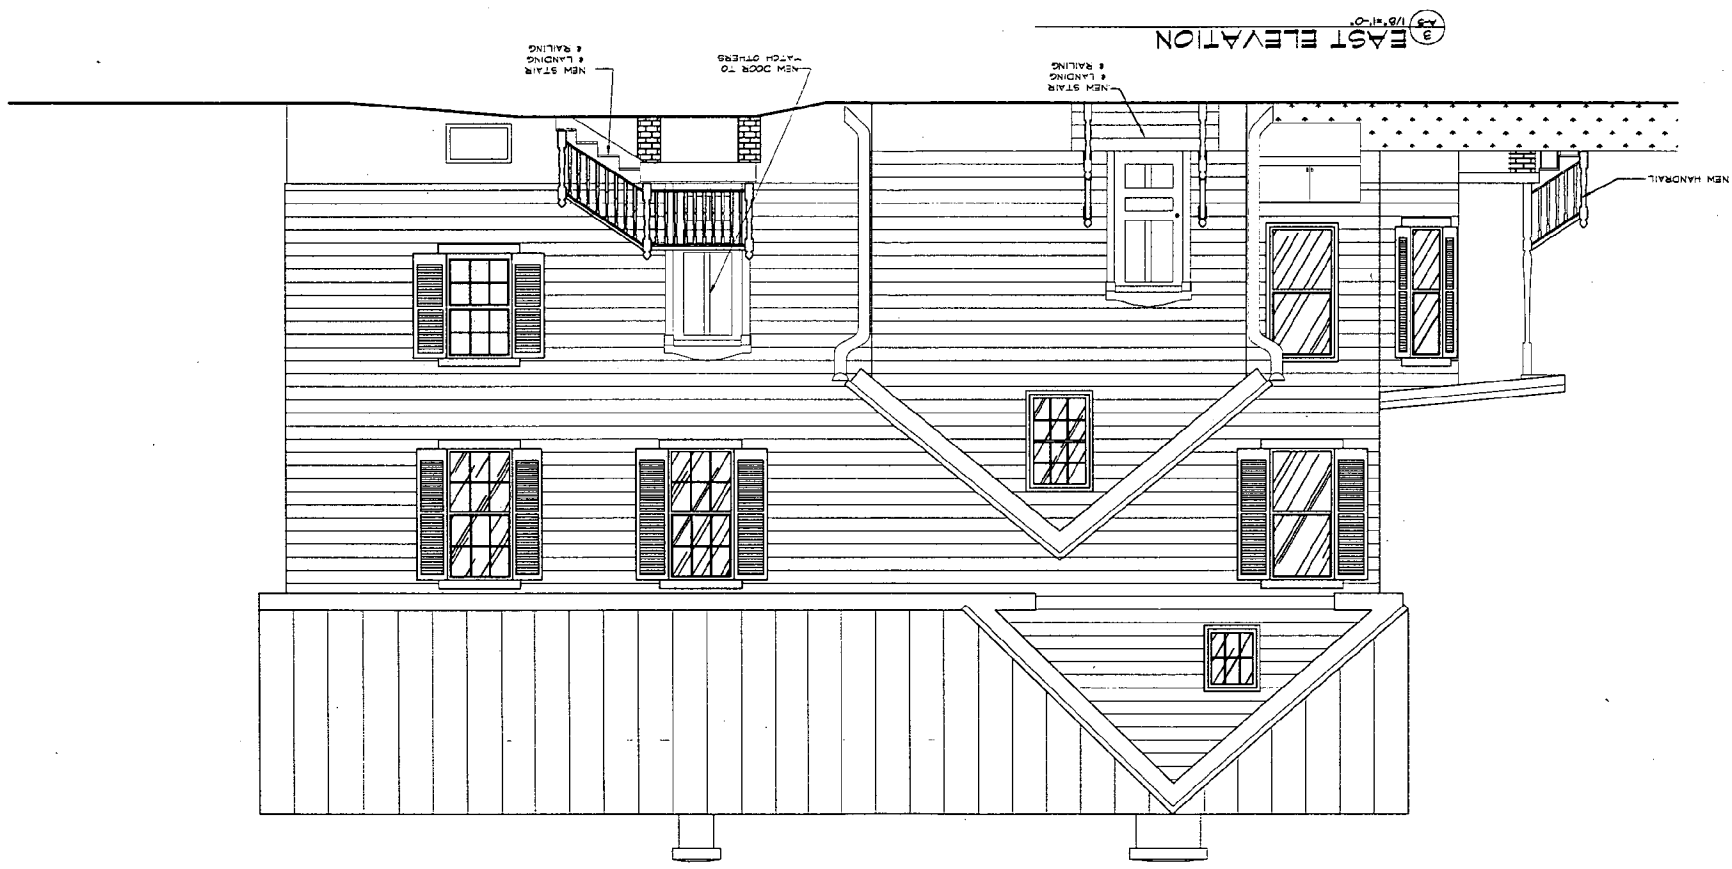 NEW HANDRAIL
NEW STAIR
& LANDING
& RAILING
NEW DOOR TO
MATCH OTHERS
NEW STAIR
& LANDING
& RAILING
3
A-5
EAST ELEVATION
1/8"=1'-0"